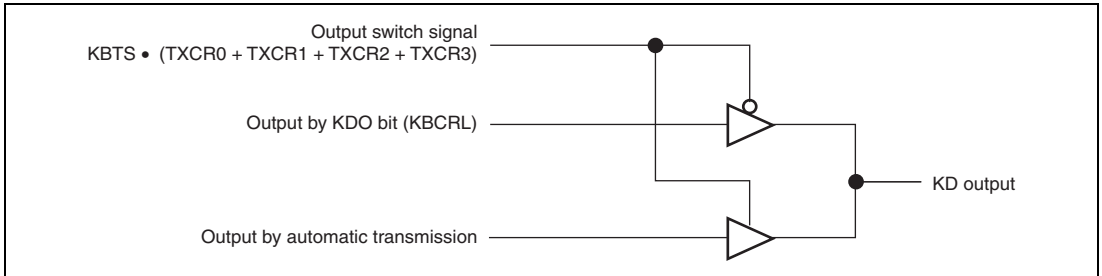 Output switch signal
KBTS • (TXCR0 + TXCR1 + TXCR2 + TXCR3)
Output by KDO bit (KBCRL)
KD output
Output by automatic transmission